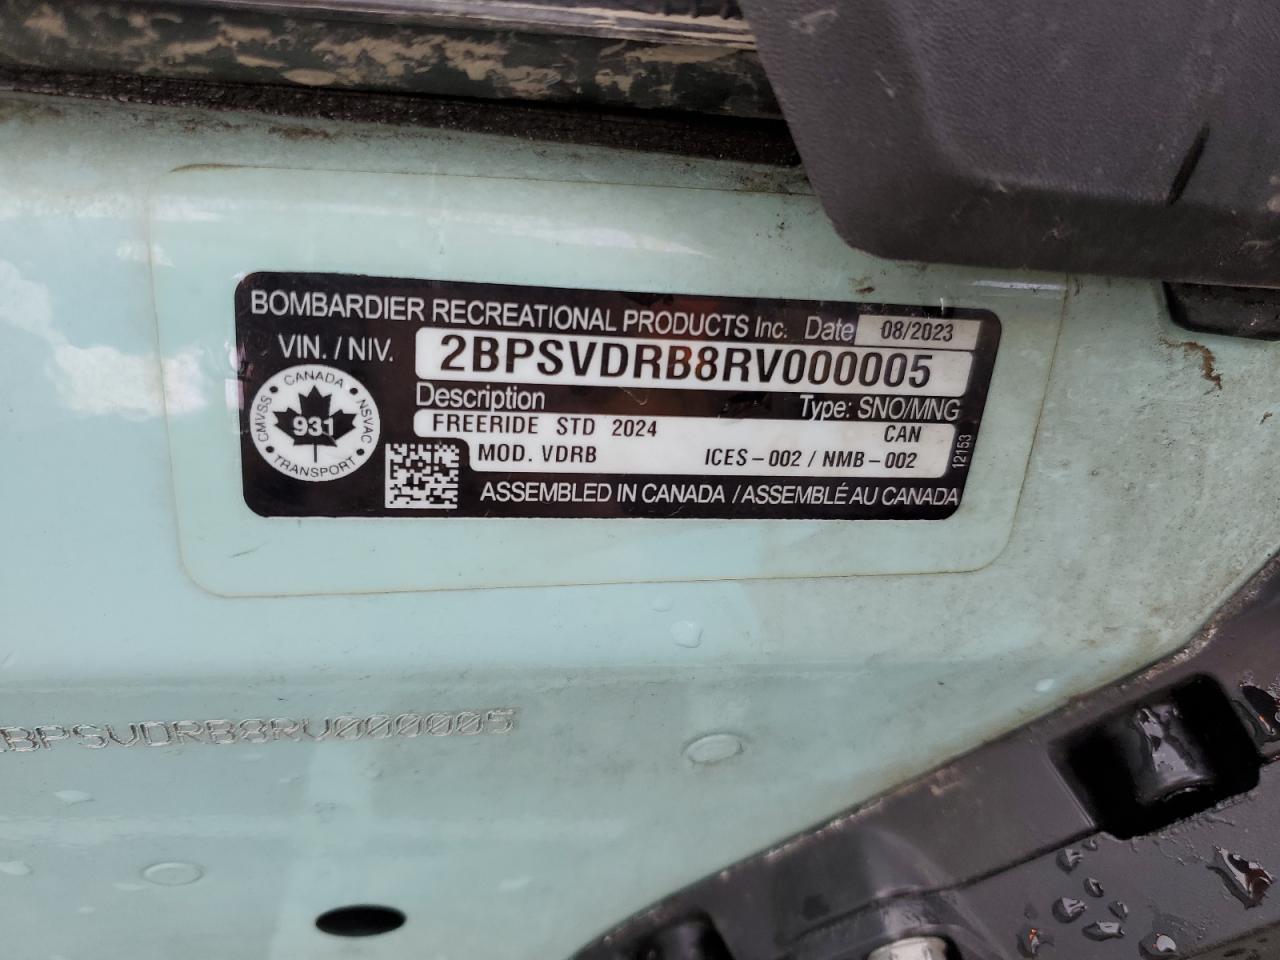 BOMBARDIER RECREATIONAL PRODUCTS Inc. Date 08/2023
VIN. / NIV. 2BPSVDRB8RV000005
Description Type: SNO/MNG
FREERIDE STD 2024 CAN
MOD. VDRB ICES-002 / NMB-002
12153
ASSEMBLED IN CANADA / ASSEMBLÉ AU CANADA
CANADA
CMVSS 931 NSVAC
TRANSPORT
BPSVDRB8RV000005